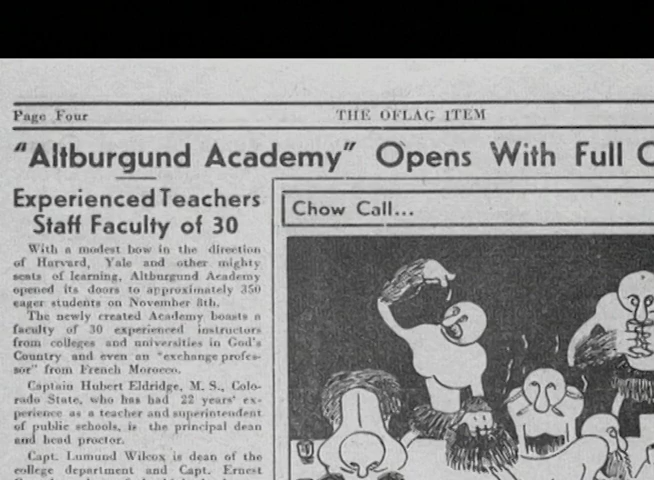 Page Four
THE OFLAG ITEM
"Altburgund Academy" Opens With Full
Experienced Teachers
Staff Faculty of 30
With a modest bow in the direction
of Harvard, Yale and other mighty
seats of learning, Altburgund Academy
opened its doors to approximately 350
eager students on November 8th.
The newly created Academy boasts a
faculty of 30 experienced instructors
from colleges and universities in God's
Country and even an "exchange profes-
sor" from French Morocco.
Captain Hubert Eldridge, M. S., Colo-
rado State, who has had 22 years' ex-
perience as a teacher and superintendent
of public schools, is the principal dean
and head proctor.
Capt. Lumund Wilcox is dean of the
college department and Capt. Ernest
Chow Call...